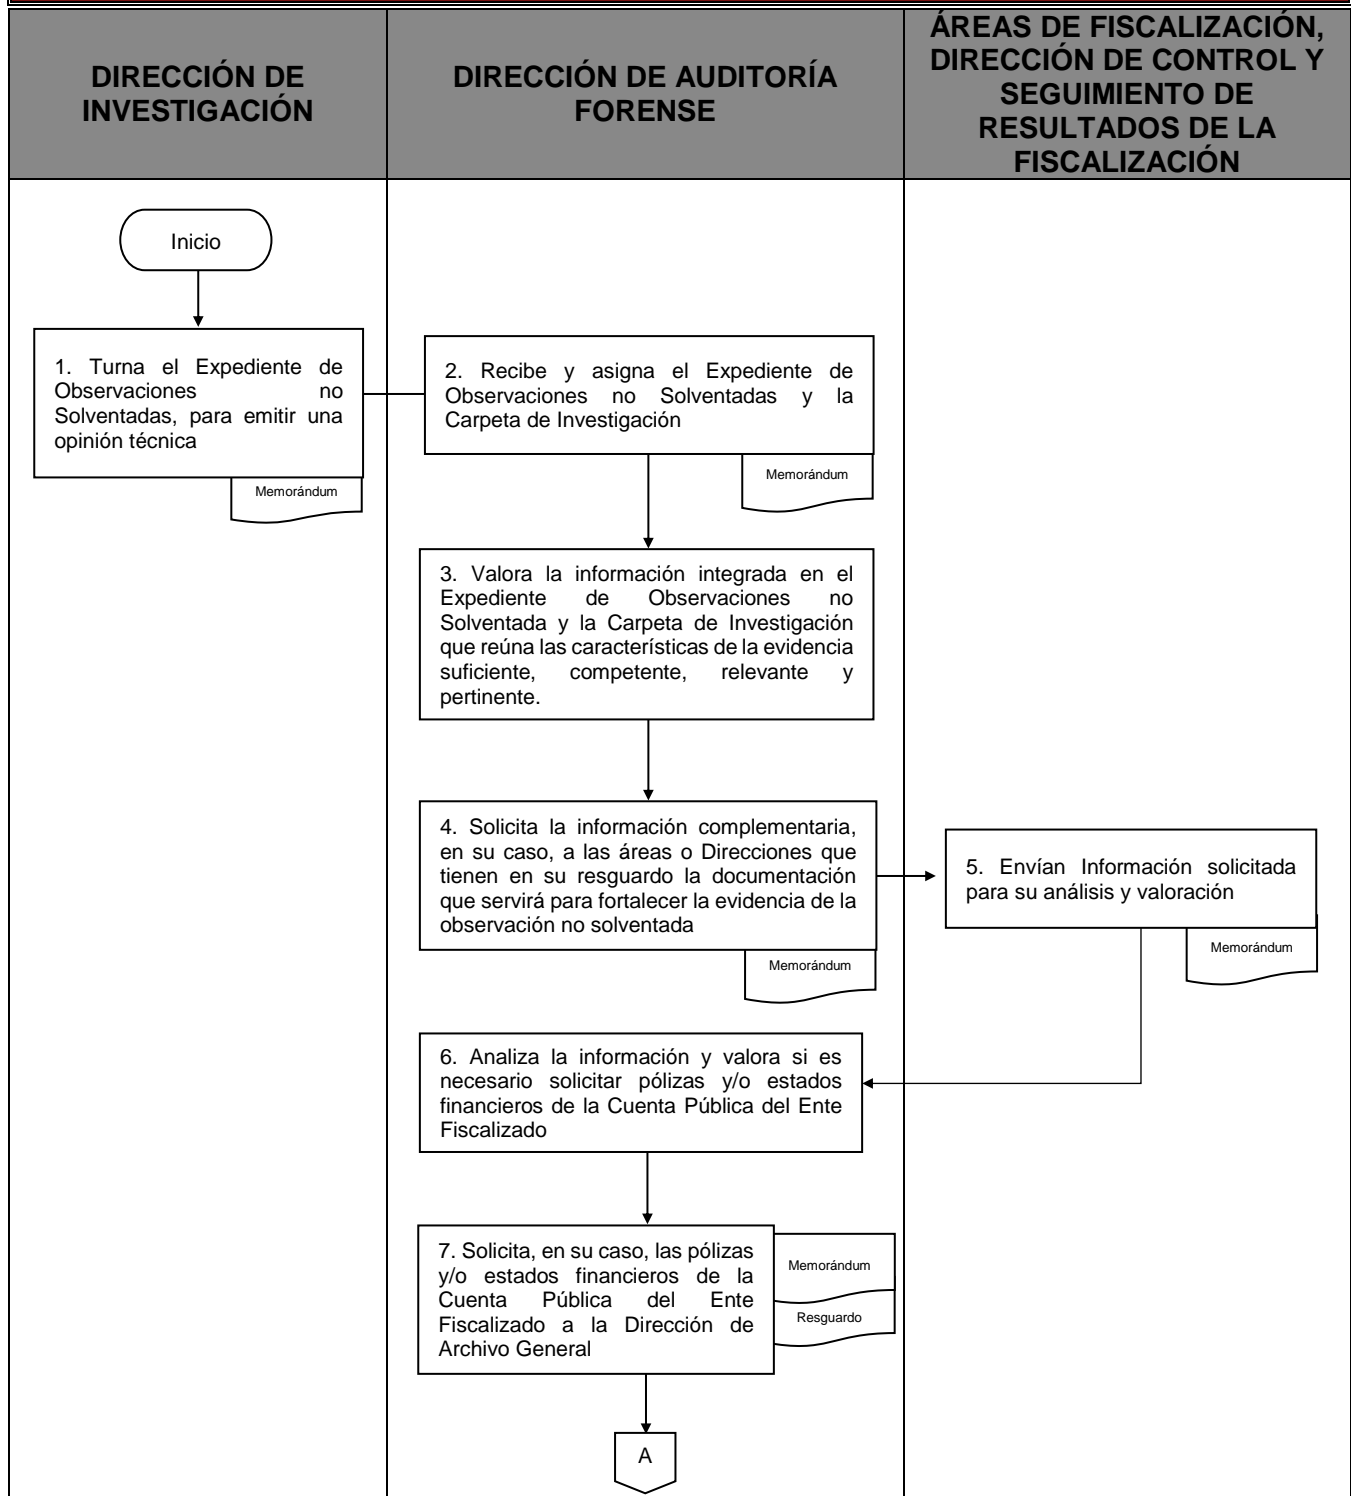 DIRECCIÓN DE
INVESTIGACIÓN
DIRECCIÓN DE AUDITORÍA
FORENSE
ÁREAS DE FISCALIZACIÓN,
DIRECCIÓN DE CONTROL Y
SEGUIMIENTO DE
RESULTADOS DE LA
FISCALIZACIÓN
Inicio
1. Turna el Expediente de
Observaciones no
Solventadas, para emitir una
opinión técnica
Memorándum
2. Recibe y asigna el Expediente de
Observaciones no Solventadas y la
Carpeta de Investigación
Memorándum
3. Valora la información integrada en el
Expediente de Observaciones no
Solventada y la Carpeta de Investigación
que reúna las características de la evidencia
suficiente, competente, relevante y
pertinente.
4. Solicita la información complementaria,
en su caso, a las áreas o Direcciones que
tienen en su resguardo la documentación
que servirá para fortalecer la evidencia de la
observación no solventada
Memorándum
5. Envían Información solicitada
para su análisis y valoración
Memorándum
6. Analiza la información y valora si es
necesario solicitar pólizas y/o estados
financieros de la Cuenta Pública del Ente
Fiscalizado
7. Solicita, en su caso, las pólizas
y/o estados financieros de la
Cuenta Pública del Ente
Fiscalizado a la Dirección de
Archivo General
Memorándum
Resguardo
A